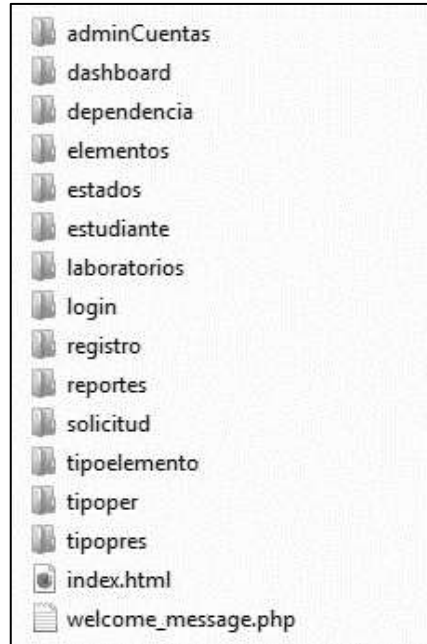 adminCuentas
dashboard
dependencia
elementos
estados
estudiante
laboratorios
login
registro
reportes
solicitud
tipoelemento
tipoper
tipopres
index.html
welcome_message.php